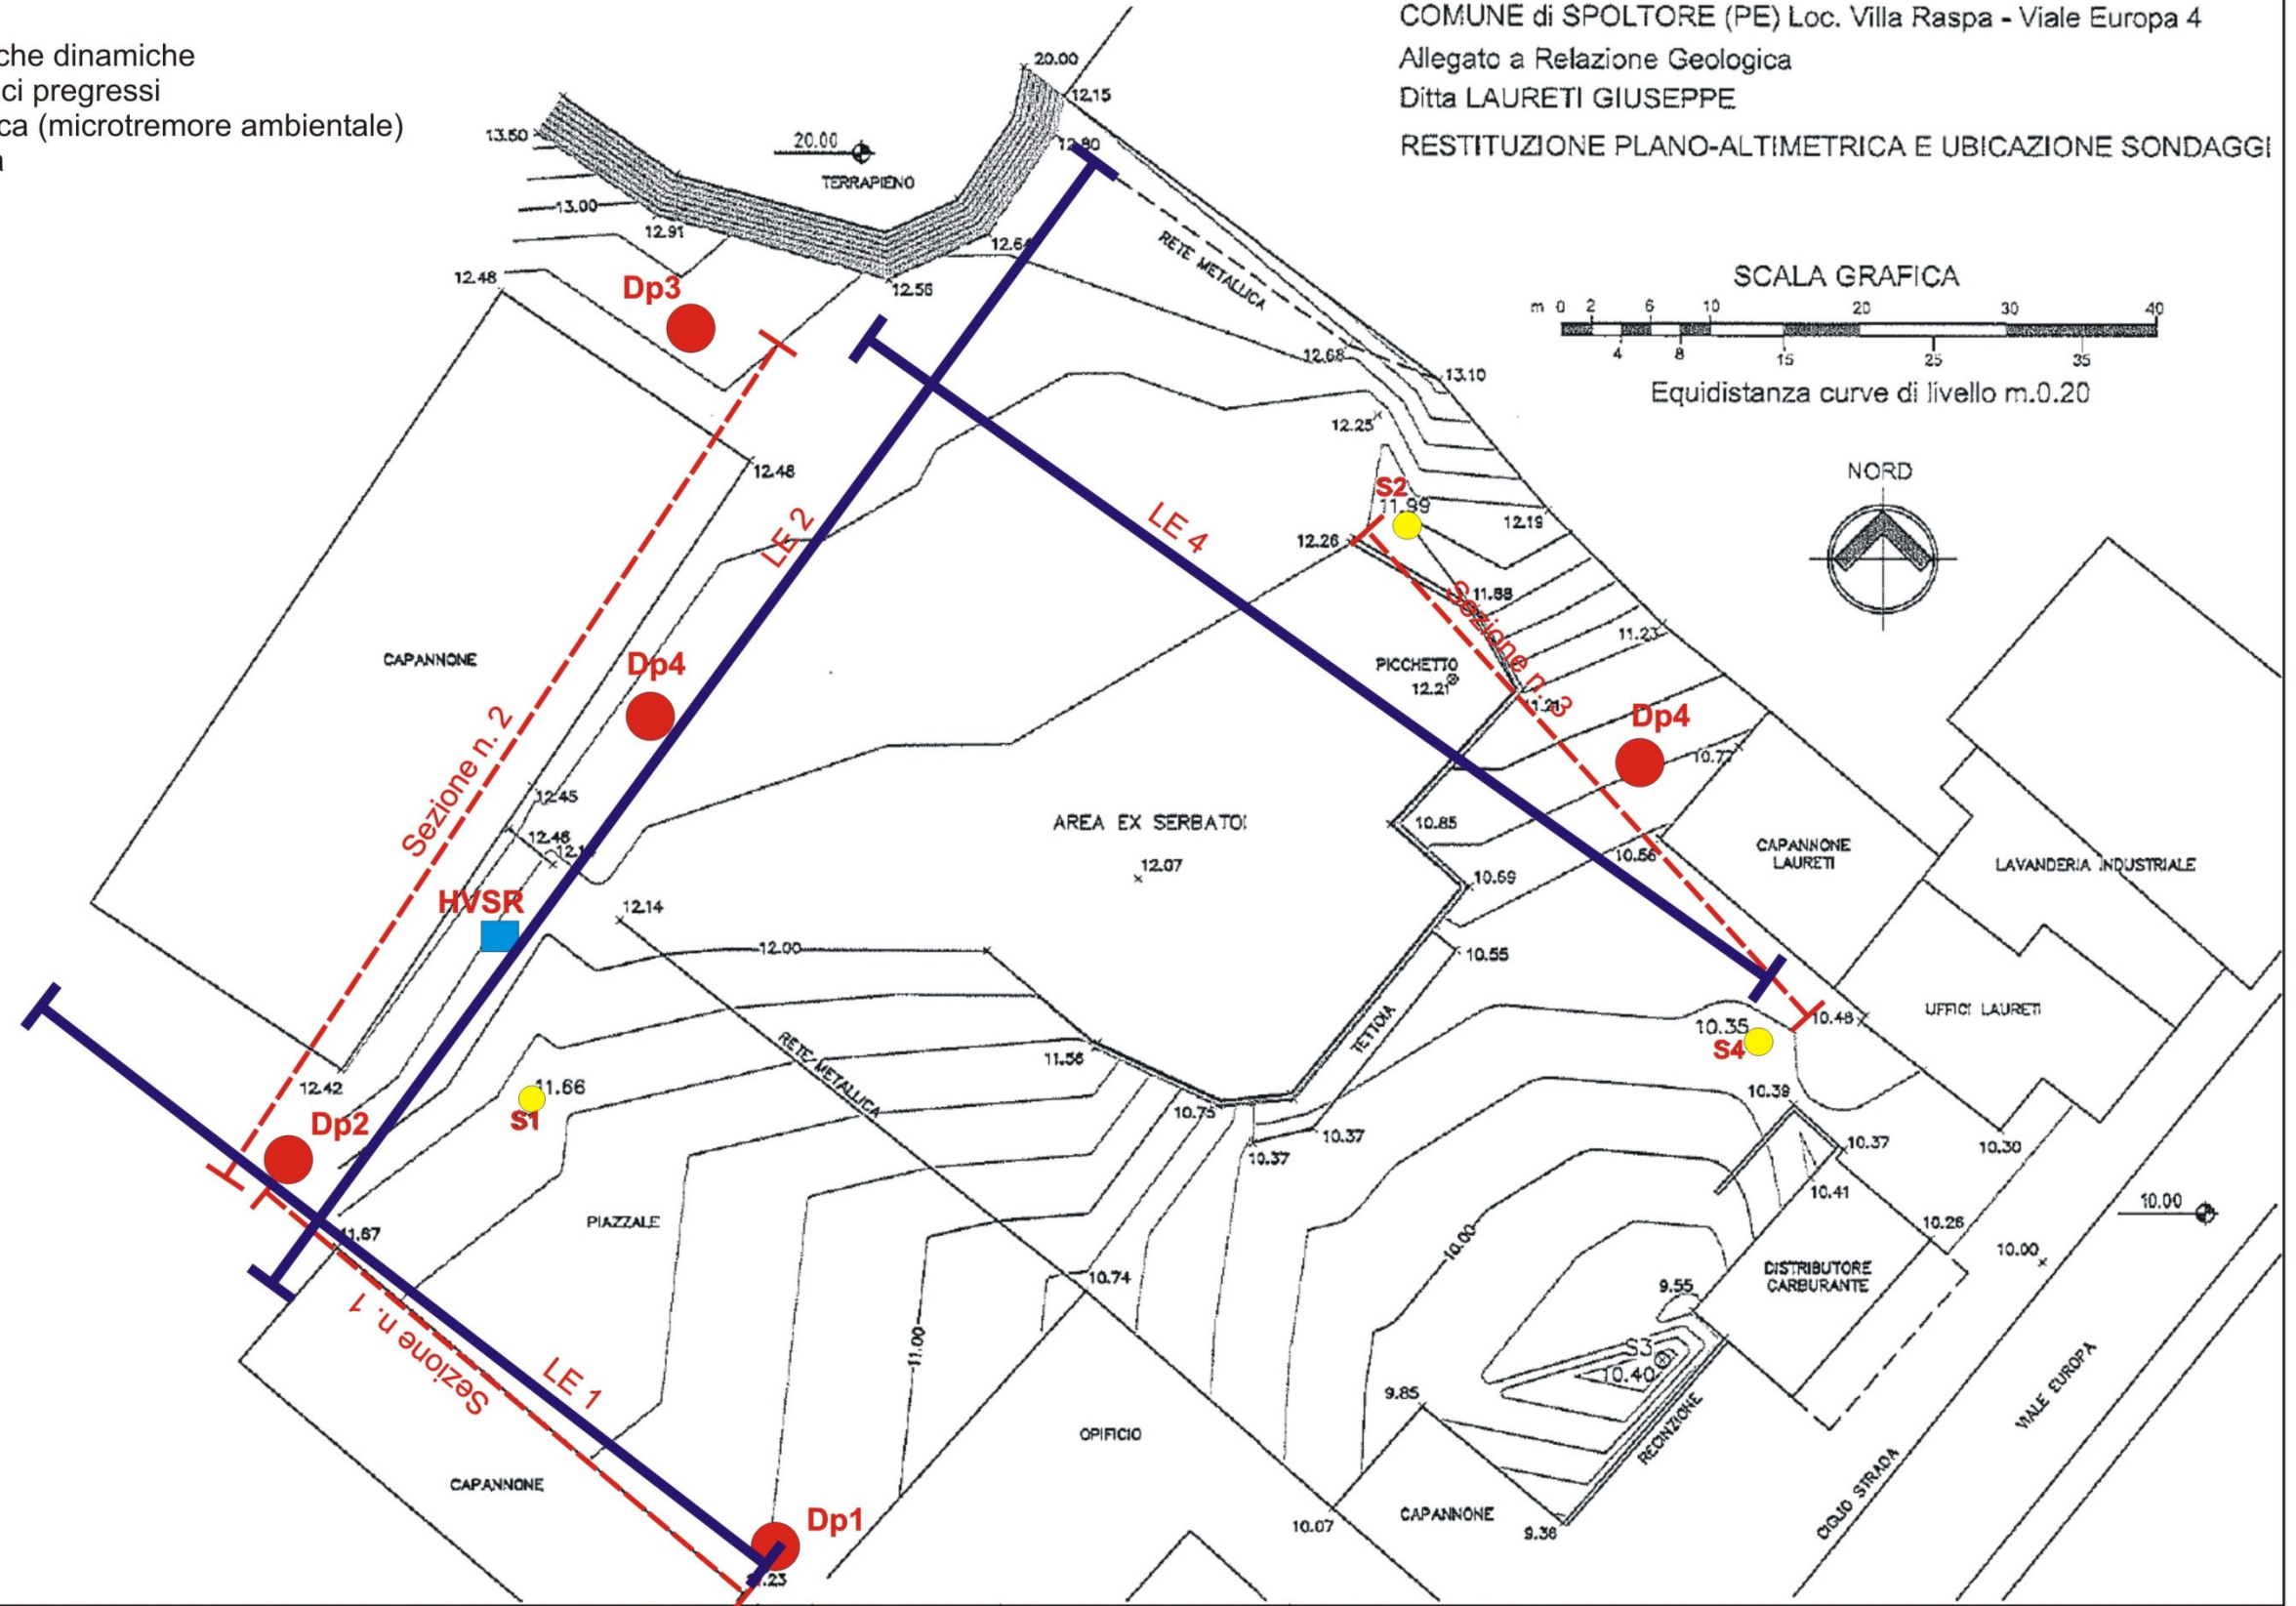 che dinamiche
ci pregressi
ca (microtremore ambientale)
a
COMUNE di SPOLTORE (PE) Loc. Villa Raspa - Viale Europa 4
Allegato a Relazione Geologica
Ditta LAURETI GIUSEPPE
RESTITUZIONE PLANO-ALTIMETRICA E UBICAZIONE SONDAGGI
SCALA GRAFICA
m 0 2 6 10 20 30 40
4 8 15 25 35
Equidistanza curve di livello m.0.20
NORD
20.00
12.15
13.50
20.00
TERRAPIENO
12.80
13.00
12.91
12.64
12.48
12.56
RETE METALLICA
Dp3
12.68
13.10
12.25
12.48
S2
11.99
12.19
LE 2
LE 4
12.26
11.88
Sezione n. 3
11.23
CAPANNONE
PICCHETTO
12.21
11.21
Dp4
Dp4
10.77
Sezione n. 2
12.45
12.46
AREA EX SERBATOI
12.07
10.85
10.56
CAPANNONE
LAURETI
LAVANDERIA INDUSTRIALE
10.69
HVSR
12.14
12.00
10.55
UFFICI LAURETI
TETTOIA
10.35
S4
10.48
RETE METALLICA
11.56
12.42
11.66
S1
Dp2
10.75
10.37
10.37
10.39
10.37
10.30
10.41
10.00
11.67
PIAZZALE
10.00
10.26
10.00
10.74
DISTRIBUTORE
CARBURANTE
9.55
Sezione n. 1
LE 1
11.00
S3
10.40
9.85
VIALE EUROPA
OPIFICIO
RECINZIONE
CAPANNONE
CAPANNONE
CIGLIO STRADA
Dp1
10.07
9.36